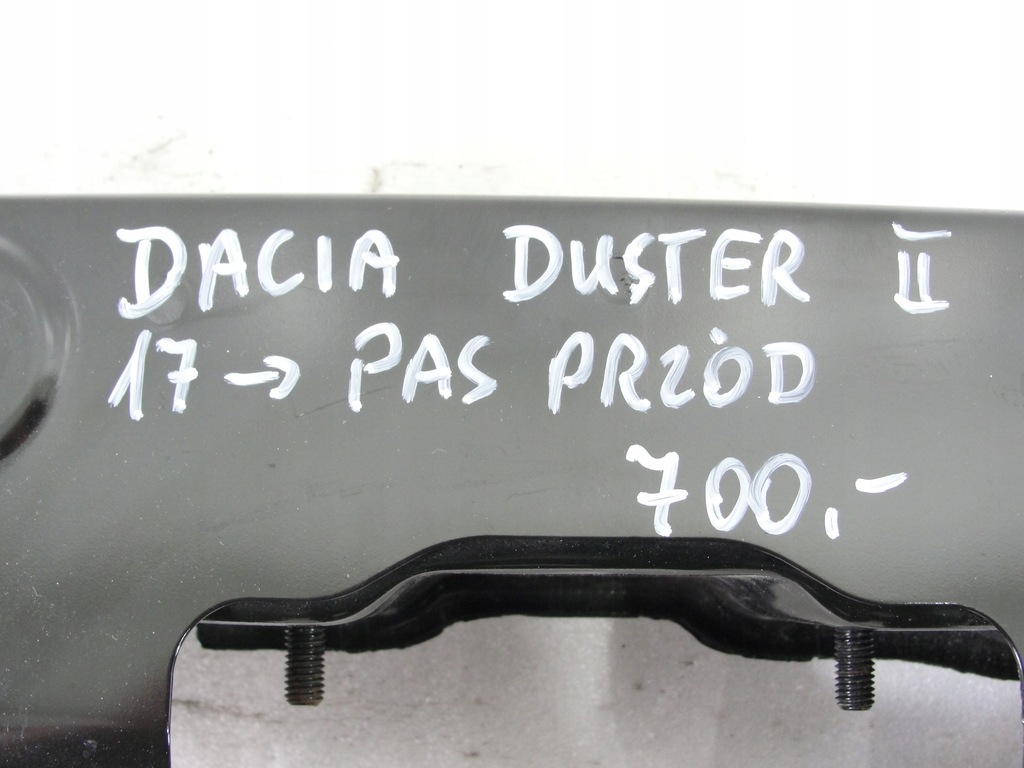 DACIA DUSTER II
17 → PAS PRZÓD
700,-